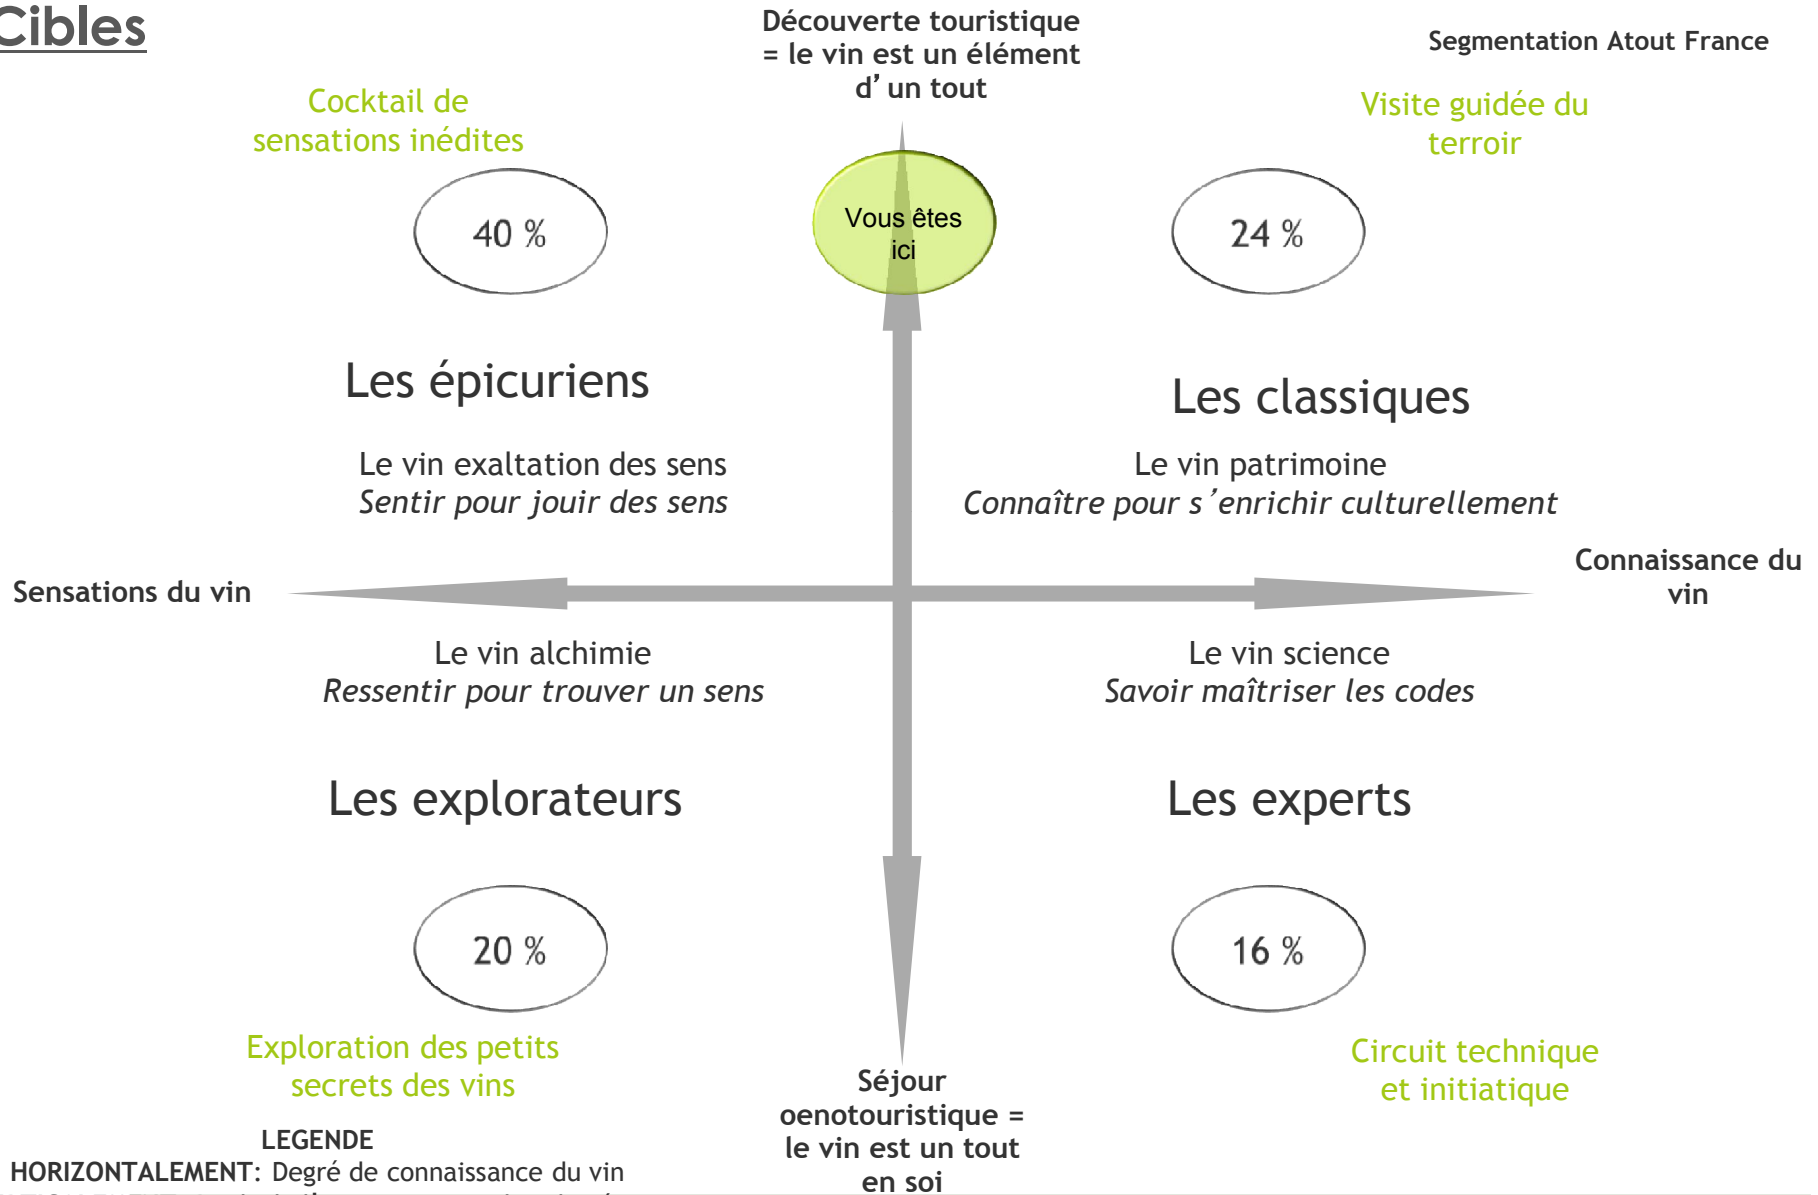 Cibles
Découverte touristique
= le vin est un élément
d’un tout
Segmentation Atout France
Cocktail de
sensations inédites
Visite guidée du
terroir
40 %
Vous êtes
ici
24 %
Les épicuriens
Les classiques
Le vin exaltation des sens
Sentir pour jouir des sens
Le vin patrimoine
Connaître pour s’enrichir culturellement
Sensations du vin
Connaissance du
vin
Le vin alchimie
Ressentir pour trouver un sens
Le vin science
Savoir maîtriser les codes
Les explorateurs
Les experts
20 %
16 %
Exploration des petits
secrets des vins
Circuit technique
et initiatique
Séjour
oenotouristique =
le vin est un tout
en soi
LEGENDE
HORIZONTALEMENT: Degré de connaissance du vin